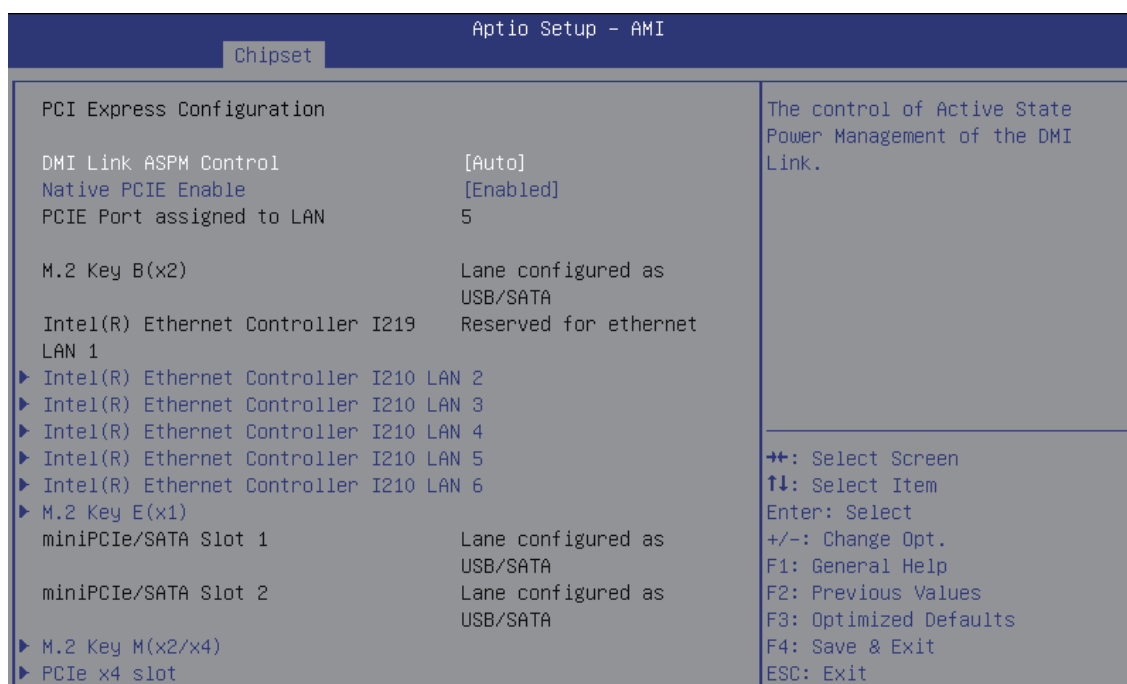 Aptio Setup – AMI
Chipset
PCI Express Configuration
DMI Link ASPM Control [Auto]
Native PCIE Enable [Enabled]
PCIE Port assigned to LAN 5
M.2 Key B(x2) Lane configured as
USB/SATA
Intel(R) Ethernet Controller I219 Reserved for ethernet
LAN 1
Intel(R) Ethernet Controller I210 LAN 2
Intel(R) Ethernet Controller I210 LAN 3
Intel(R) Ethernet Controller I210 LAN 4
Intel(R) Ethernet Controller I210 LAN 5
Intel(R) Ethernet Controller I210 LAN 6
M.2 Key E(x1)
miniPCIe/SATA Slot 1 Lane configured as
USB/SATA
miniPCIe/SATA Slot 2 Lane configured as
USB/SATA
M.2 Key M(x2/x4)
PCIe x4 slot
The control of Active State
Power Management of the DMI
Link.
→←: Select Screen
↑↓: Select Item
Enter: Select
+/-: Change Opt.
F1: General Help
F2: Previous Values
F3: Optimized Defaults
F4: Save & Exit
ESC: Exit